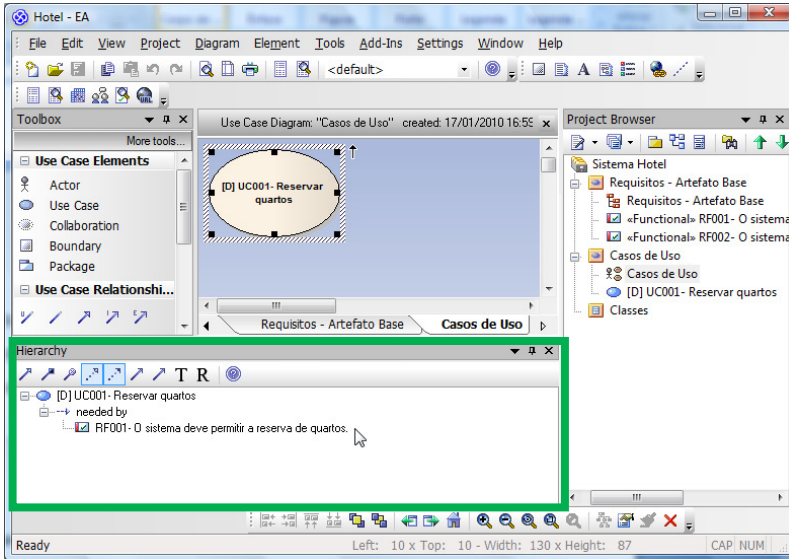 Hotel - EA
File Edit View Project Diagram Element Tools Add-Ins Settings Window Help
<default>
Toolbox
More tools...
Use Case Elements
Actor
Use Case
Collaboration
Boundary
Package
Use Case Relationshi...
Use Case Diagram: "Casos de Uso" created: 17/01/2010 16:55
[D] UC001- Reservar
quartos
Requisitos - Artefato Base Casos de Uso
Project Browser
Sistema Hotel
Requisitos - Artefato Base
Requisitos - Artefato Base
«Functional» RF001- O sistema
«Functional» RF002- O sistema
Casos de Uso
Casos de Uso
[D] UC001- Reservar quartos
Classes
Hierarchy
T R
[D] UC001- Reservar quartos
needed by
RF001- O sistema deve permitir a reserva de quartos.
Ready Left: 10 x Top: 10 - Width: 130 x Height: 87 CAP NUM